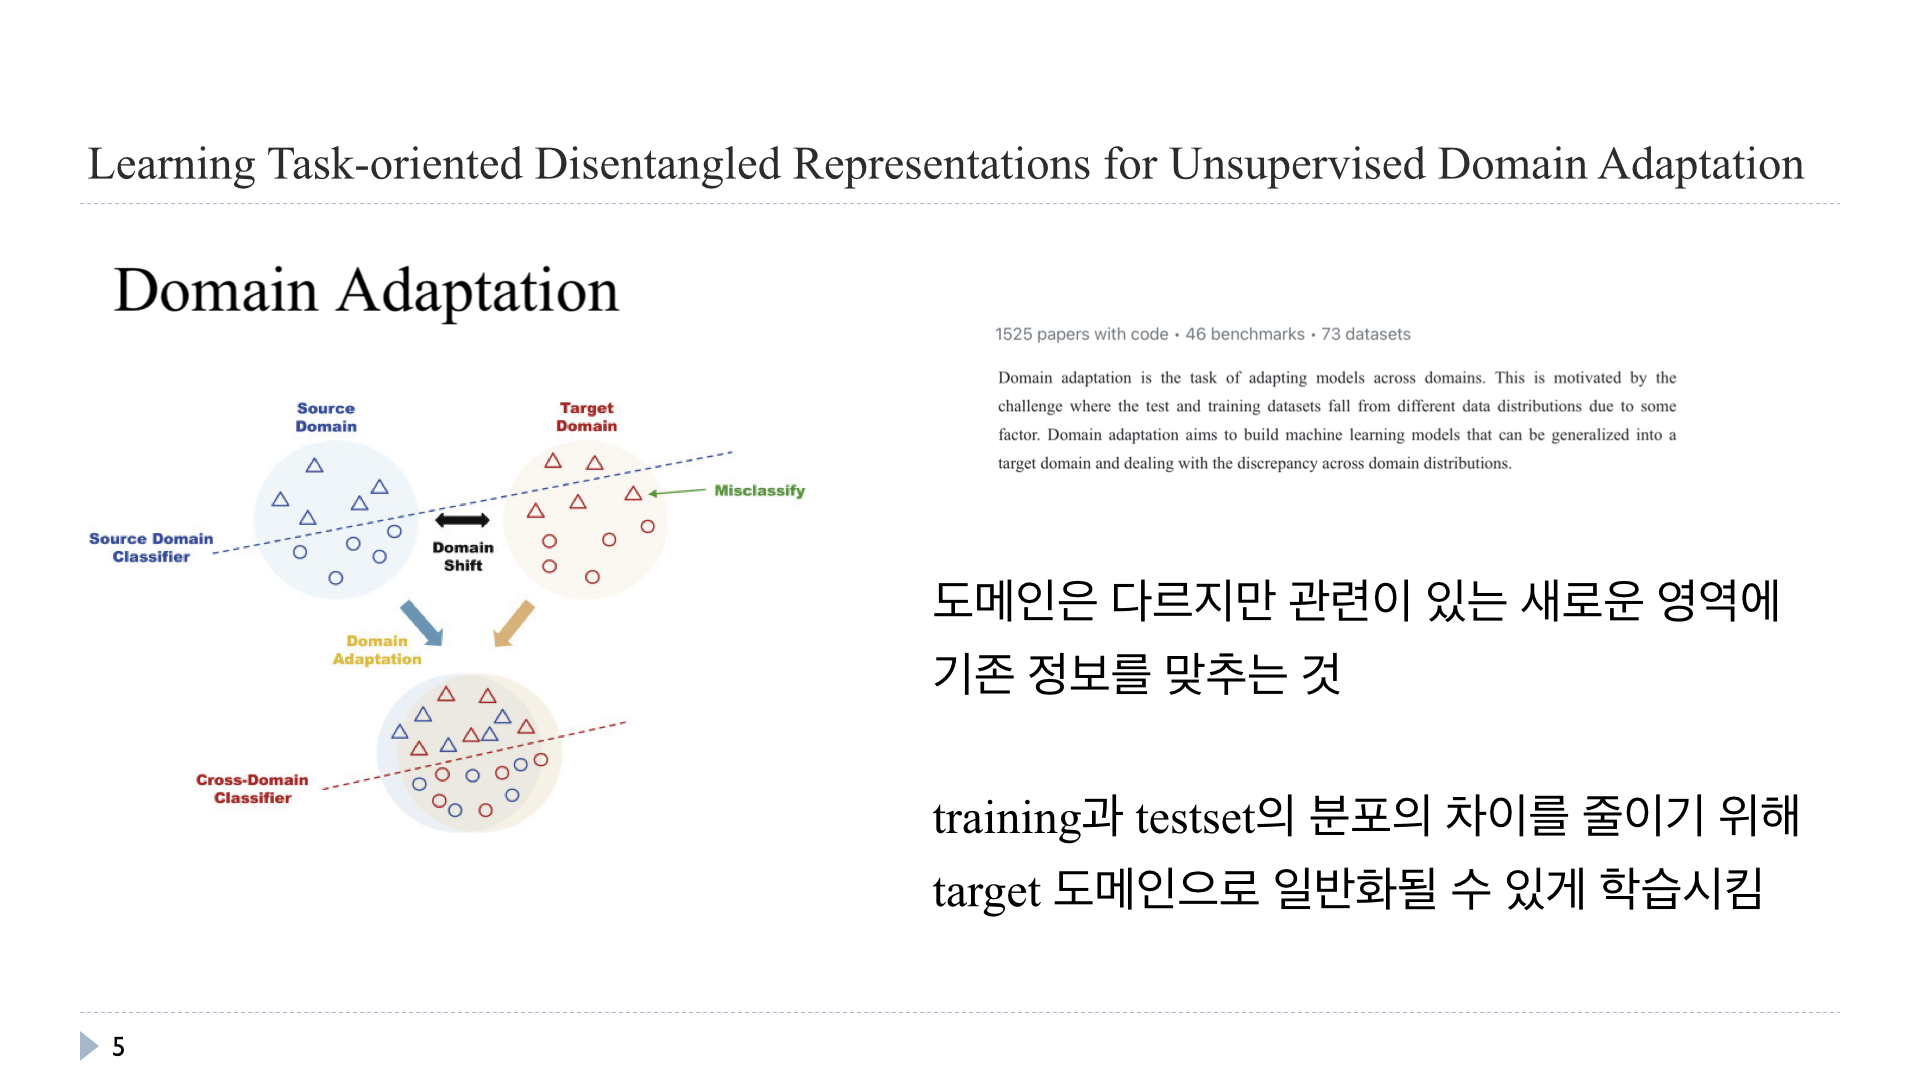 Learning Task-oriented Disentangled Representations for Unsupervised Domain Adaptation
Domain Adaptation
Source
Domain
Target
Domain
Misclassify
Source Domain
Classifier
Domain
Shift
Domain
Adaptation
Cross-Domain
Classifier
1525 papers with code • 46 benchmarks • 73 datasets
Domain adaptation is the task of adapting models across domains. This is motivated by the
challenge where the test and training datasets fall from different data distributions due to some
factor. Domain adaptation aims to build machine learning models that can be generalized into a
target domain and dealing with the discrepancy across domain distributions.
도메인은 다르지만 관련이 있는 새로운 영역에
기존 정보를 맞추는 것
training과 testset의 분포의 차이를 줄이기 위해
target 도메인으로 일반화될 수 있게 학습시킴
5